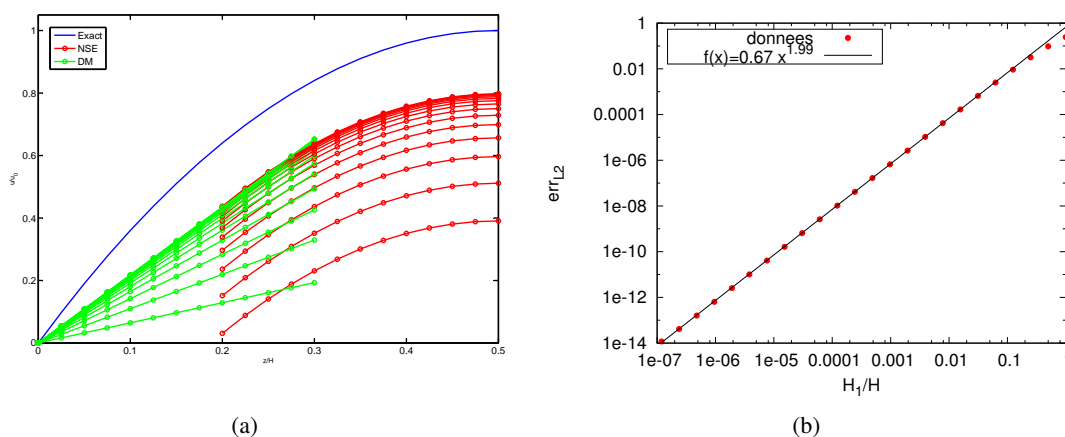 Exact
NSE
DM
1
0.8
0.6
0.4
0.2
0
u/u0
0
0.1
0.2
0.3
0.4
0.5
z/H
(a)
donnees
f(x)=0.67 x^1.99
1
0.01
0.0001
1e-06
1e-08
1e-10
1e-12
1e-14
err_L2
1e-07
1e-05
0.0001
0.001
0.01
0.1
1e-06
H_1/H
(b)